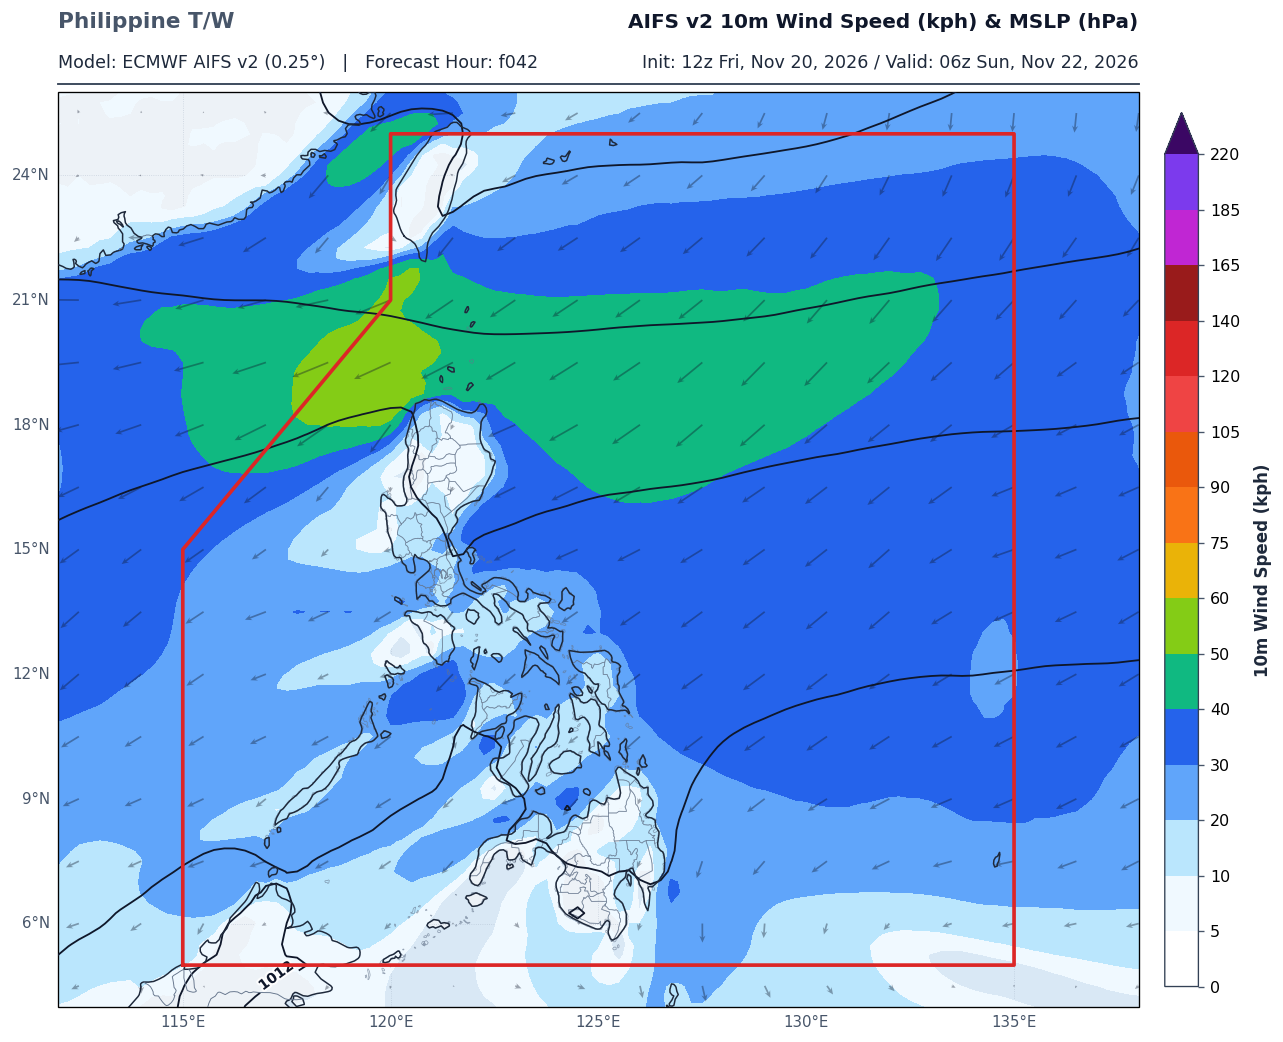 Philippine T/W
AIFS v2 10m Wind Speed (kph) & MSLP (hPa)
Model: ECMWF AIFS v2 (0.25°) | Forecast Hour: f042
Init: 12z Fri, Nov 20, 2026 / Valid: 06z Sun, Nov 22, 2026
24°N
21°N
18°N
15°N
12°N
9°N
6°N
115°E
120°E
125°E
130°E
135°E
1012
220
185
165
140
120
105
90
75
60
50
40
30
20
10
5
0
10m Wind Speed (kph)